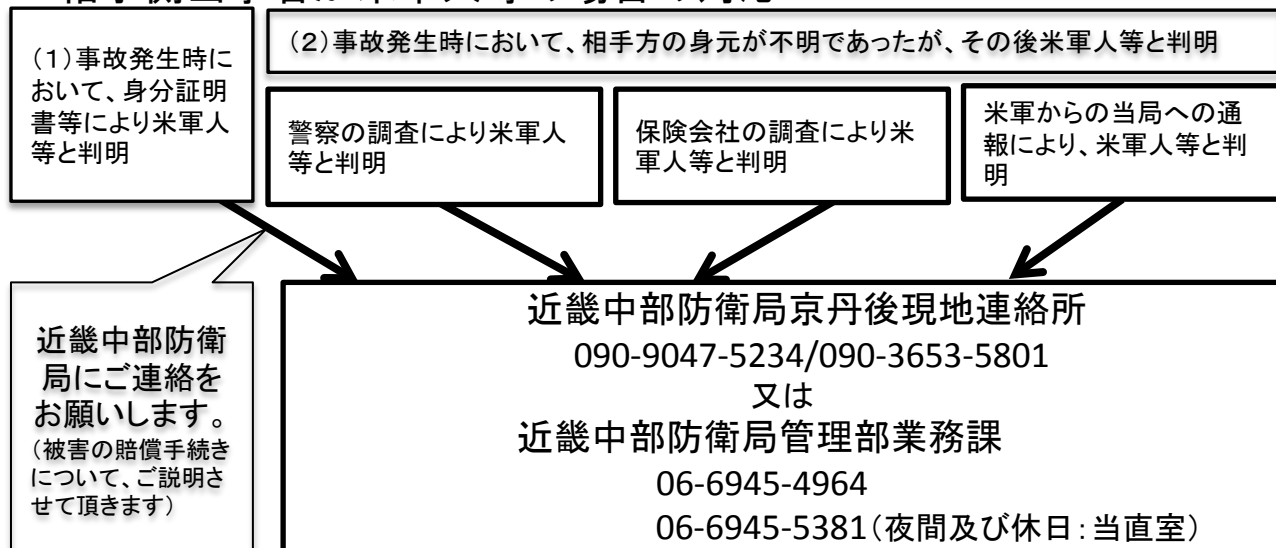 (1)事故発生時に
おいて、身分証明
書等により米軍人
等と判明
(2)事故発生時において、相手方の身元が不明であったが、その後米軍人等と判明
警察の調査により米軍人
等と判明
保険会社の調査により米
軍人等と判明
米軍からの当局への通
報により、米軍人等と判
明
近畿中部防衛
局にご連絡を
お願いします。
(被害の賠償手続き
について、ご説明さ
せて頂きます)
近畿中部防衛局京丹後現地連絡所
090-9047-5234/090-3653-5801
又は
近畿中部防衛局管理部業務課
06-6945-4964
06-6945-5381(夜間及び休日:当直室)